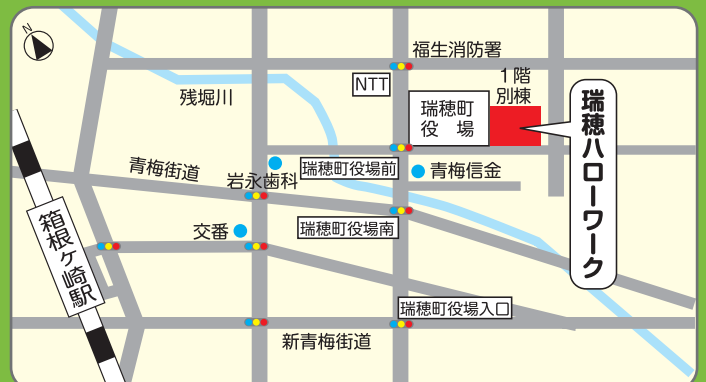 N
福生消防署
NTT
1階
別棟
瑞穂町
役　場
瑞穂ハローワーク
残堀川
青梅街道
岩永歯科
瑞穂町役場前
青梅信金
交番
瑞穂町役場南
箱根ヶ崎駅
瑞穂町役場入口
新青梅街道